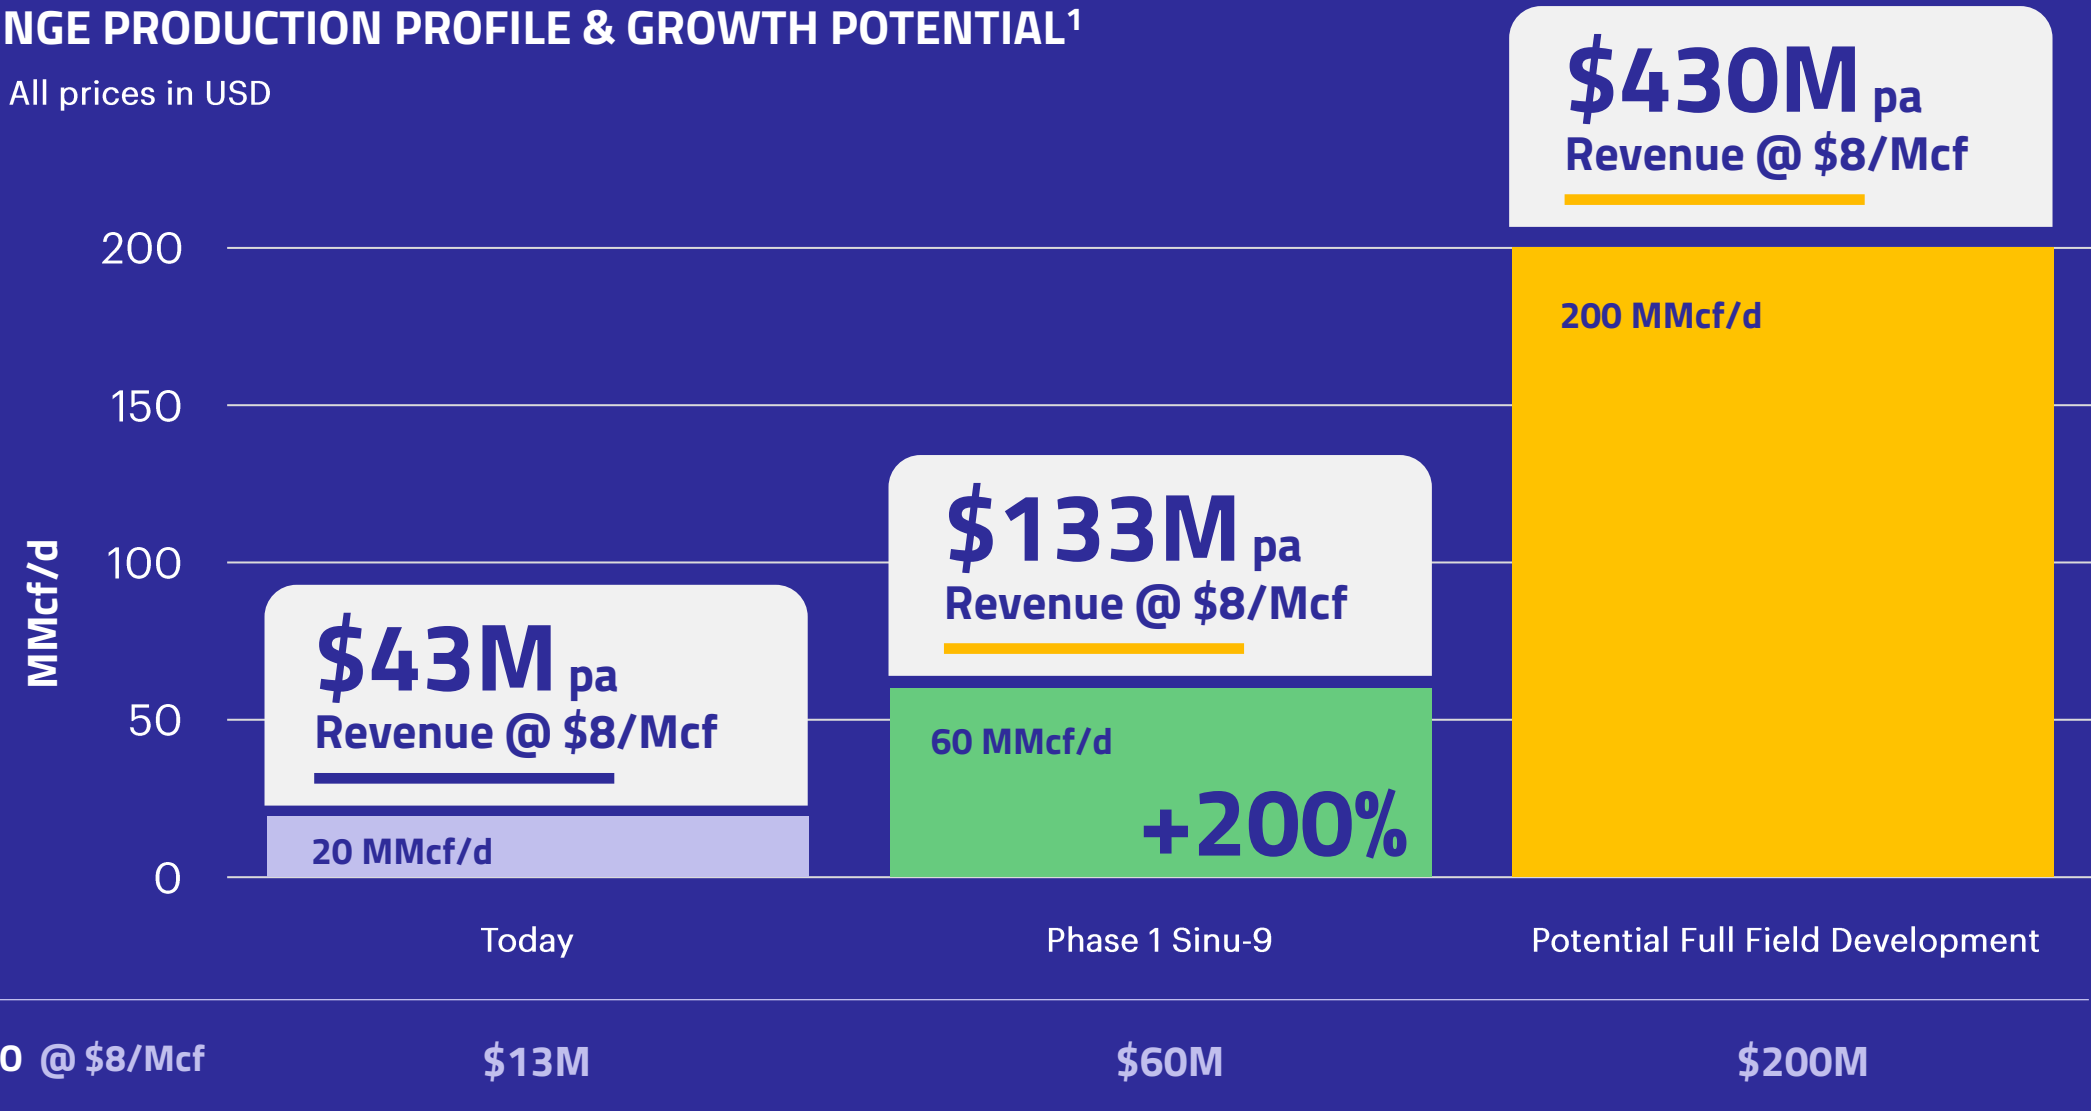 NGE PRODUCTION PROFILE & GROWTH POTENTIAL¹
All prices in USD
$430M pa
Revenue @ $8/Mcf
200
200 MMcf/d
150
$133M pa
Revenue @ $8/Mcf
100
MMcf/d
$43M pa
Revenue @ $8/Mcf
50
60 MMcf/d
+200%
20 MMcf/d
0
Today
Phase 1 Sinu-9
Potential Full Field Development
O @ $8/Mcf
$13M
$60M
$200M